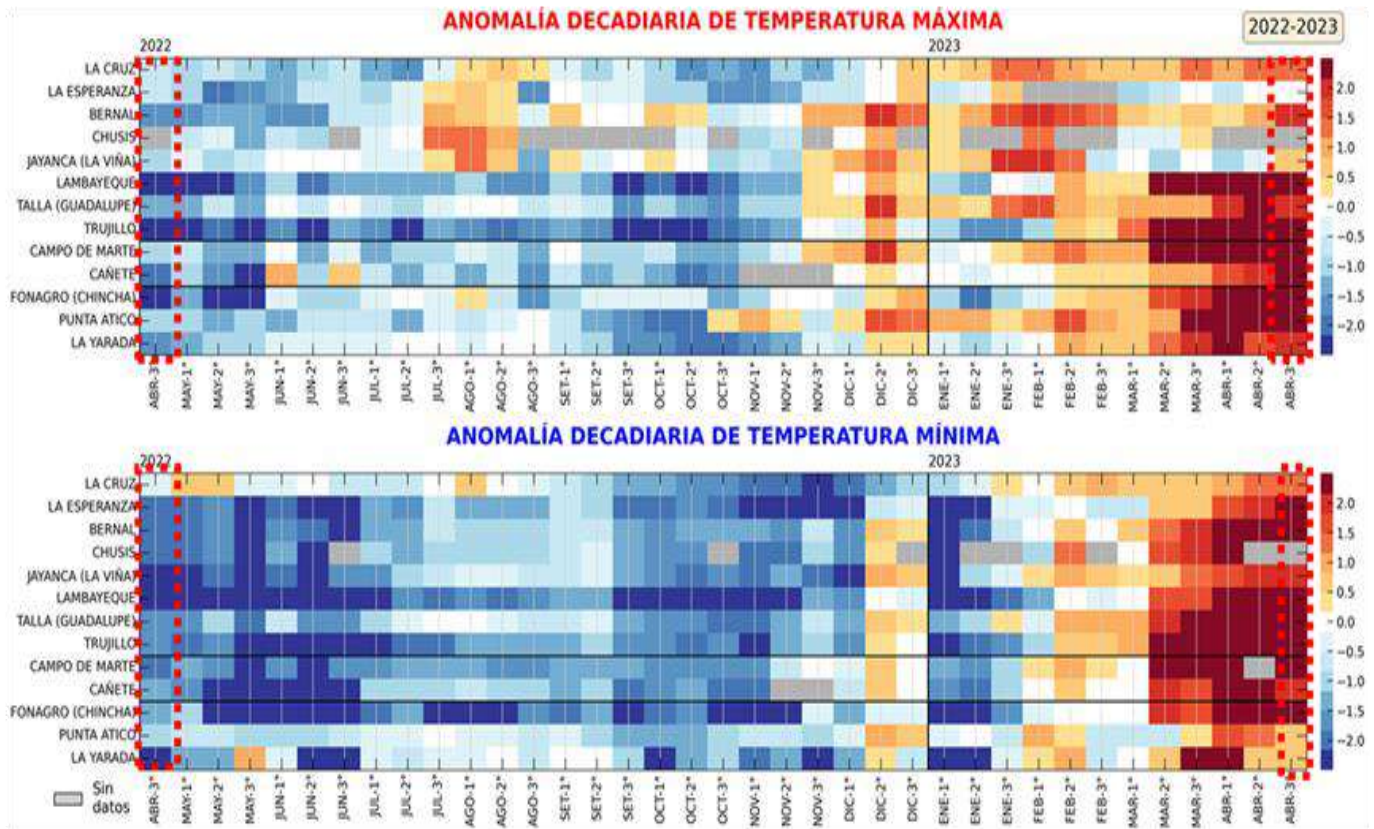 ANOMALÍA DECADIARIA DE TEMPERATURA MÁXIMA
2022-2023
2022
2023
LA CRUZ
LA ESPERANZA
BERNAL
CHUSIS
JAYANCA (LA VIÑA)
LAMBAYEQUE
TALLA (GUADALUPE)
TRUJILLO
CAMPO DE MARTE
CAÑETE
FONAGRO (CHINCHA)
PUNTA ATICO
LA YARADA
2.0
1.5
1.0
0.5
0.0
−0.5
−1.0
−1.5
−2.0
ABR-3°
MAY-1°
MAY-2°
MAY-3°
JUN-1°
JUN-2°
JUN-3°
JUL-1°
JUL-2°
JUL-3°
AGO-1°
AGO-2°
AGO-3°
SET-1°
SET-2°
SET-3°
OCT-1°
OCT-2°
OCT-3°
NOV-1°
NOV-2°
NOV-3°
DIC-1°
DIC-2°
DIC-3°
ENE-1°
ENE-2°
ENE-3°
FEB-1°
FEB-2°
FEB-3°
MAR-1°
MAR-2°
MAR-3°
ABR-1°
ABR-2°
ABR-3°
ANOMALÍA DECADIARIA DE TEMPERATURA MÍNIMA
2022
2023
LA CRUZ
LA ESPERANZA
BERNAL
CHUSIS
JAYANCA (LA VIÑA)
LAMBAYEQUE
TALLA (GUADALUPE)
TRUJILLO
CAMPO DE MARTE
CAÑETE
FONAGRO (CHINCHA)
PUNTA ATICO
LA YARADA
2.0
1.5
1.0
0.5
0.0
−0.5
−1.0
−1.5
−2.0
Sin
datos
ABR-3°
MAY-1°
MAY-2°
MAY-3°
JUN-1°
JUN-2°
JUN-3°
JUL-1°
JUL-2°
JUL-3°
AGO-1°
AGO-2°
AGO-3°
SET-1°
SET-2°
SET-3°
OCT-1°
OCT-2°
OCT-3°
NOV-1°
NOV-2°
NOV-3°
DIC-1°
DIC-2°
DIC-3°
ENE-1°
ENE-2°
ENE-3°
FEB-1°
FEB-2°
FEB-3°
MAR-1°
MAR-2°
MAR-3°
ABR-1°
ABR-2°
ABR-3°